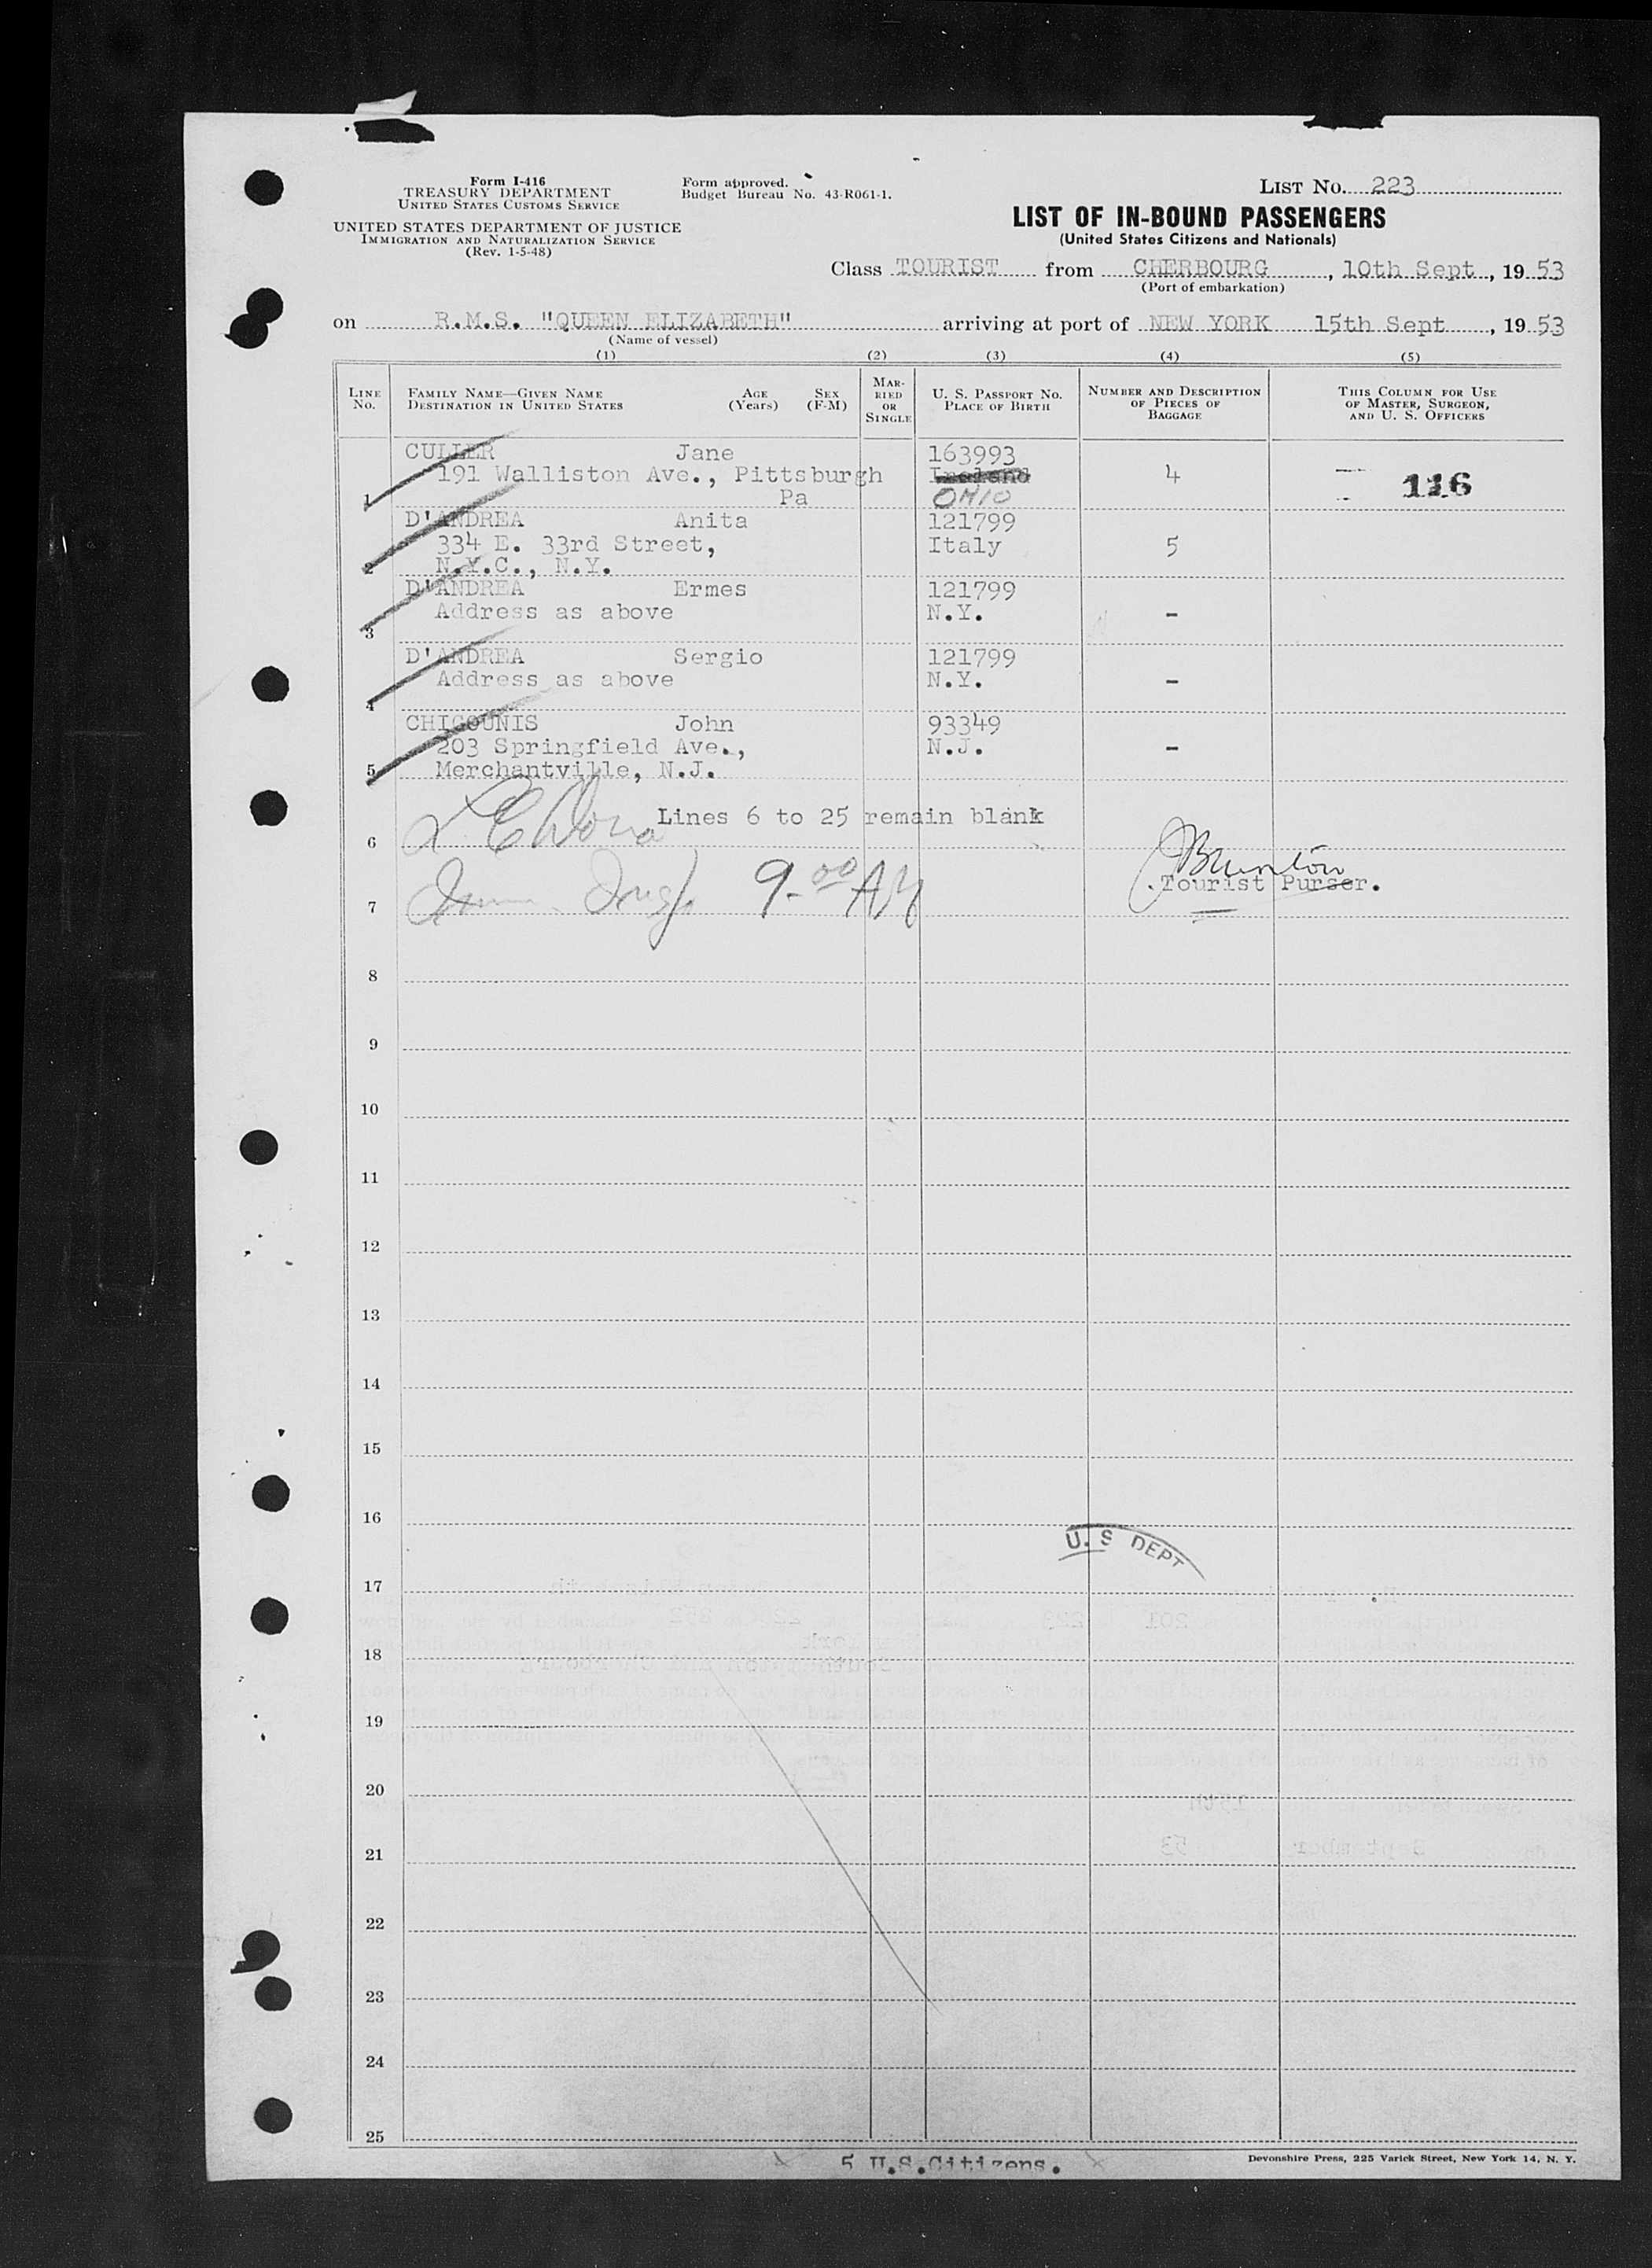 Form I-416
TREASURY DEPARTMENT
UNITED STATES CUSTOMS SERVICE
UNITED STATES DEPARTMENT OF JUSTICE
IMMIGRATION AND NATURALIZATION SERVICE
(Rev. 1-5-48)
Form approved.
Budget Bureau No. 43-R061-1.
LIST No. 223
LIST OF IN-BOUND PASSENGERS
(United States Citizens and Nationals)
Class TOURIST from CHERBOURG, 10th Sept, 19 53
(Port of embarkation)
on R.M.S. "QUEEN ELIZABETH" arriving at port of NEW YORK 15th Sept, 19 53
(Name of vessel)
(1) (2) (3) (4) (5)
LINE No. FAMILY NAME—GIVEN NAME DESTINATION IN UNITED STATES AGE (Years) SEX (F-M) MARRIED OR SINGLE U. S. PASSPORT NO. PLACE OF BIRTH NUMBER AND DESCRIPTION OF PIECES OF BAGGAGE THIS COLUMN FOR USE OF MASTER, SURGEON, AND U. S. OFFICERS
CULLER Jane 163993
191 Walliston Ave., Pittsburgh 4 116
1 Pa OHIO
D'ANDREA Anita 121799
334 E. 33rd Street, Italy 5
2 N.Y.C., N.Y.
D'ANDREA Ermes 121799
Address as above N.Y. -
3
D'ANDREA Sergio 121799
Address as above N.Y. -
4
CHIGOUNIS John 93349
203 Springfield Ave., N.J. -
5 Merchantville, N.J.
Lines 6 to 25 remain blank
6
Bunton
9-00 AM Tourist Purser.
7
8
9
10
11
12
13
14
15
16
U. S DEPT
17
18
19
20
21
22
23
24
25
5 U.S.Citizens.
Devonshire Press, 225 Varick Street, New York 14, N. Y.